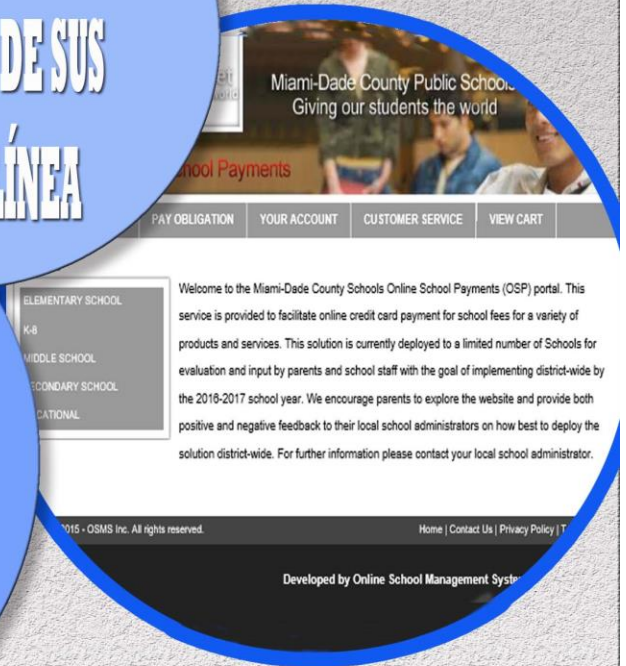 DE SUS
LÍNEA
Miami-Dade County Public Schools
Giving our students the world
Payments
PAY OBLIGATION YOUR ACCOUNT CUSTOMER SERVICE VIEW CART
ELEMENTARY SCHOOL
K-8
MIDDLE SCHOOL
SECONDARY SCHOOL
Welcome to the Miami-Dade County Schools Online School Payments (OSP) portal. This
service is provided to facilitate online credit card payment for school fees for a variety of
products and services. This solution is currently deployed to a limited number of Schools for
evaluation and input by parents and school staff with the goal of implementing district-wide by
the 2016-2017 school year. We encourage parents to explore the website and provide both
positive and negative feedback to their local school administrators on how best to deploy the
solution district-wide. For further information please contact your local school administrator.
2015 - OSMS Inc. All rights reserved. Home | Contact Us | Privacy Policy |
Developed by Online School Management